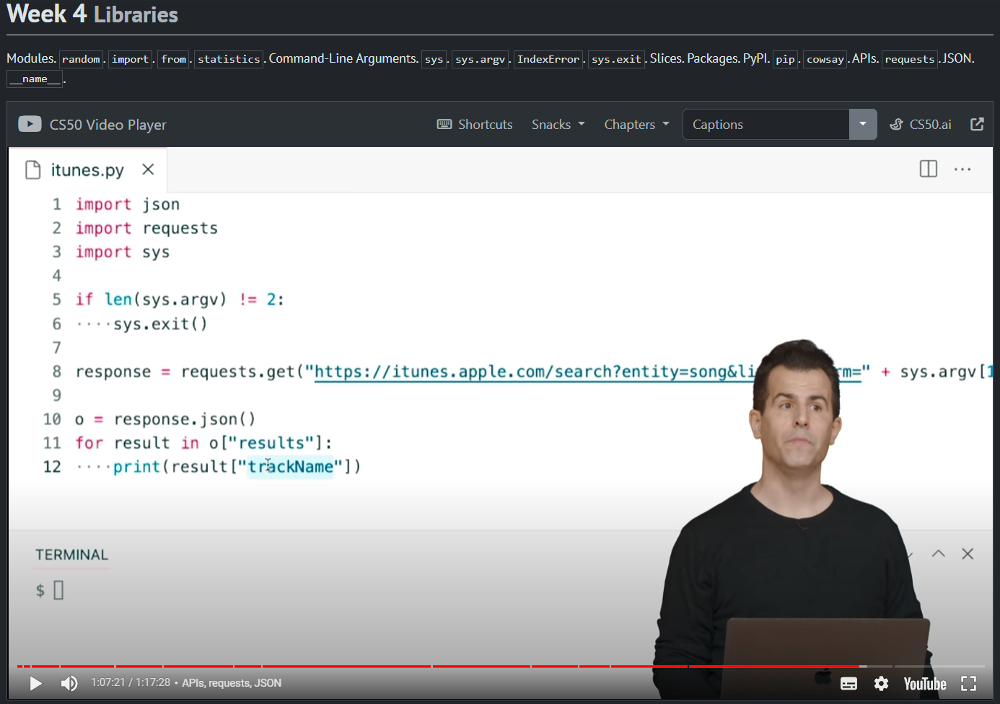 Week 4 Libraries
Modules. random. import. from. statistics. Command-Line Arguments. sys. sys.argv. IndexError. sys.exit. Slices. Packages. PyPI. pip. cowsay. APIs. requests. JSON.
__name__.
CS50 Video Player Shortcuts Snacks Chapters Captions CS50.ai
itunes.py
1 import json
2 import requests
3 import sys
4
5 if len(sys.argv) != 2:
6 ····sys.exit()
7
8 response = requests.get("https://itunes.apple.com/search?entity=song&li rm=" + sys.argv[1
9
10 o = response.json()
11 for result in o["results"]:
12 ····print(result["trackName"])
TERMINAL
$
1:07:21 / 1:17:28 • APIs, requests, JSON YouTube